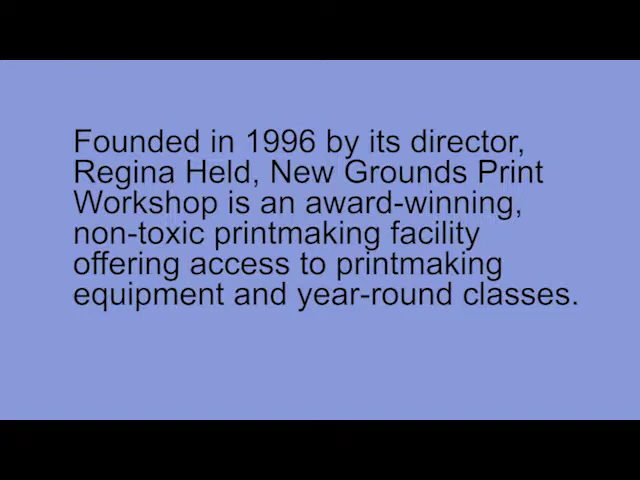 Founded in 1996 by its director,
Regina Held, New Grounds Print
Workshop is an award-winning,
non-toxic printmaking facility
offering access to printmaking
equipment and year-round classes.